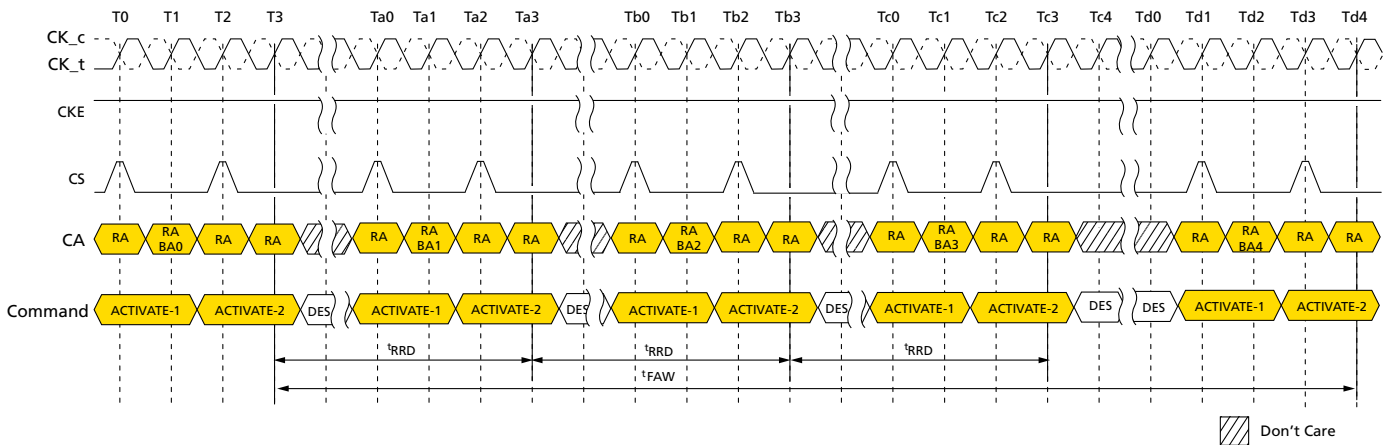 T0 T1 T2 T3 Ta0 Ta1 Ta2 Ta3 Tb0 Tb1 Tb2 Tb3 Tc0 Tc1 Tc2 Tc3 Tc4 Td0 Td1 Td2 Td3 Td4
CK_c
CK_t
CKE
CS
CA RA RA BA0 RA RA RA RA BA1 RA RA RA RA BA2 RA RA RA RA BA3 RA RA RA RA BA4 RA RA
Command ACTIVATE-1 ACTIVATE-2 DES ACTIVATE-1 ACTIVATE-2 DES ACTIVATE-1 ACTIVATE-2 DES ACTIVATE-1 ACTIVATE-2 DES DES ACTIVATE-1 ACTIVATE-2
tRRD tRRD tRRD
tFAW
Don't Care